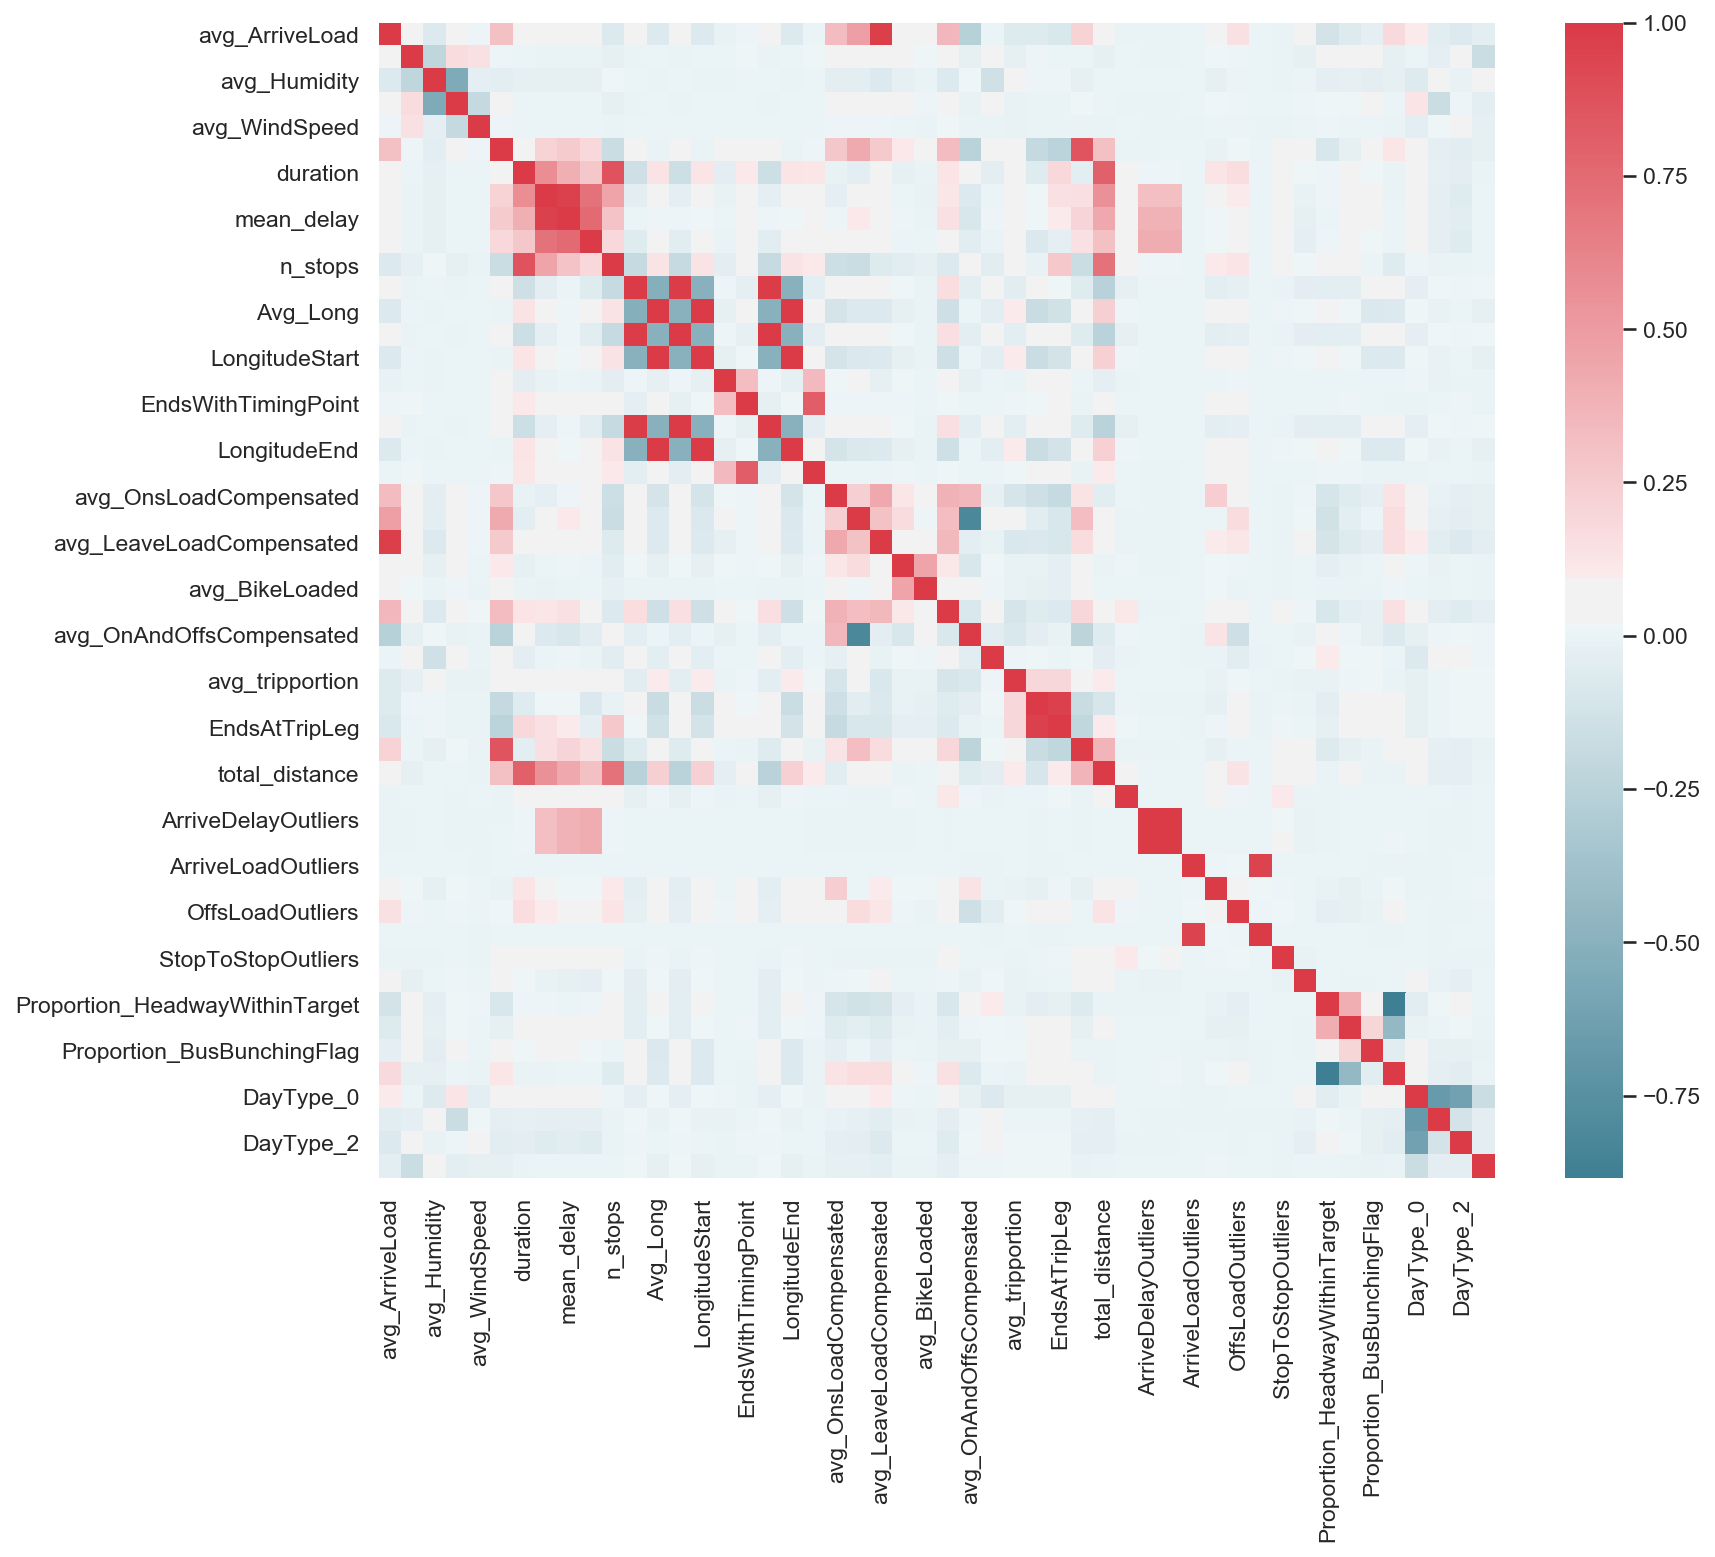 avg_ArriveLoad
avg_Humidity
avg_WindSpeed
duration
mean_delay
n_stops
Avg_Long
LongitudeStart
EndsWithTimingPoint
LongitudeEnd
avg_OnsLoadCompensated
avg_LeaveLoadCompensated
avg_BikeLoaded
avg_OnAndOffsCompensated
avg_tripportion
EndsAtTripLeg
total_distance
ArriveDelayOutliers
ArriveLoadOutliers
OffsLoadOutliers
StopToStopOutliers
Proportion_HeadwayWithinTarget
Proportion_BusBunchingFlag
DayType_0
DayType_2
avg_ArriveLoad
avg_Humidity
avg_WindSpeed
duration
mean_delay
n_stops
Avg_Long
LongitudeStart
EndsWithTimingPoint
LongitudeEnd
avg_OnsLoadCompensated
avg_LeaveLoadCompensated
avg_BikeLoaded
avg_OnAndOffsCompensated
avg_tripportion
EndsAtTripLeg
total_distance
ArriveDelayOutliers
ArriveLoadOutliers
OffsLoadOutliers
StopToStopOutliers
Proportion_HeadwayWithinTarget
Proportion_BusBunchingFlag
DayType_0
DayType_2
1.00
0.75
0.50
0.25
0.00
−0.25
−0.50
−0.75